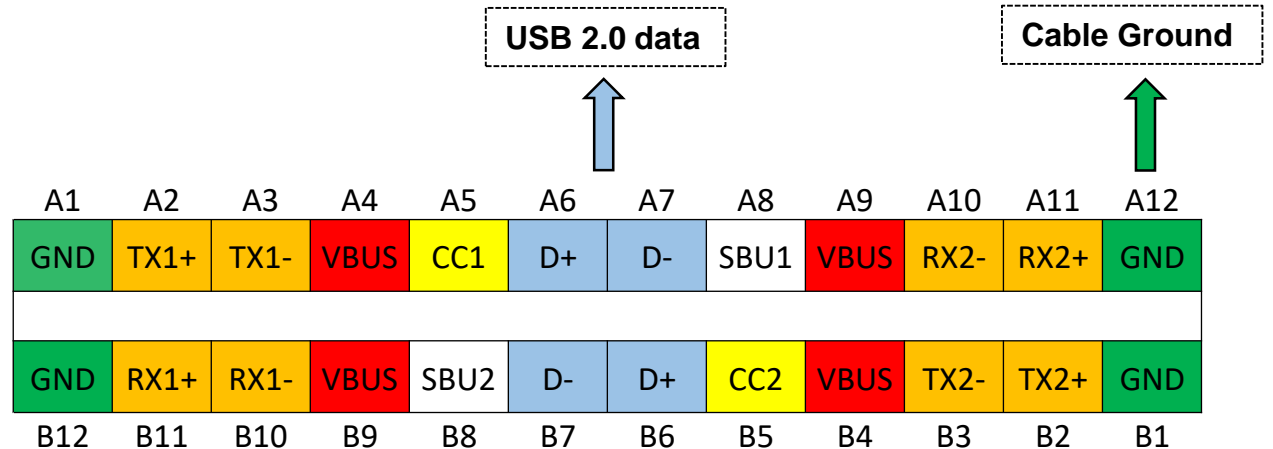 USB 2.0 data Cable Ground
A1 A2 A3 A4 A5 A6 A7 A8 A9 A10 A11 A12
GND TX1+ TX1- VBUS CC1 D+ D- SBU1 VBUS RX2- RX2+ GND
GND RX1+ RX1- VBUS SBU2 D- D+ CC2 VBUS TX2- TX2+ GND
B12 B11 B10 B9 B8 B7 B6 B5 B4 B3 B2 B1